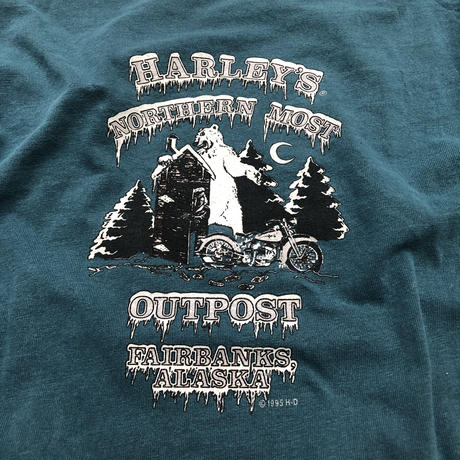 HARLEY'S®
NORTHERN MOST
OUTPOST
FAIRBANKS,
ALASKA
© 1995 H-D